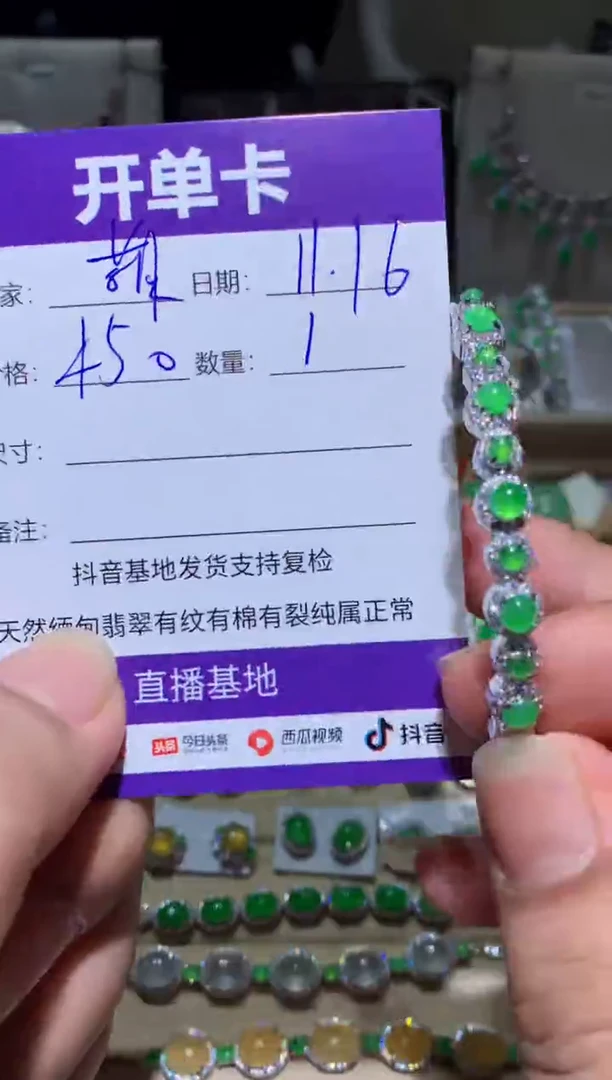 开单卡
家： 日期：11.16
格：450 数量：1
尺寸：
备注：
抖音基地发货支持复检
天然缅甸翡翠有纹有棉有裂纯属正常
直播基地
头条 今日头条 西瓜视频 抖音